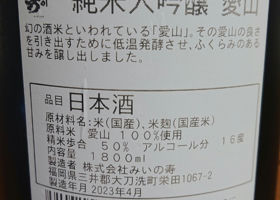 純米大吟醸 愛山
幻の酒米といわれている「愛山」。その愛山の良さ
を引き出すために低温発酵させ、ふくらみのある
甘みを醸し出しました。
品目 日本酒
原材料名:米(国産)、米麹(国産米)
原料米 愛山 100%使用
精米歩合 50% アルコール分 16度
内容量 1800ml
製造者 株式会社みいの寿
福岡県三井郡大刀洗町栄田1067-2
製造年月 2023年4月